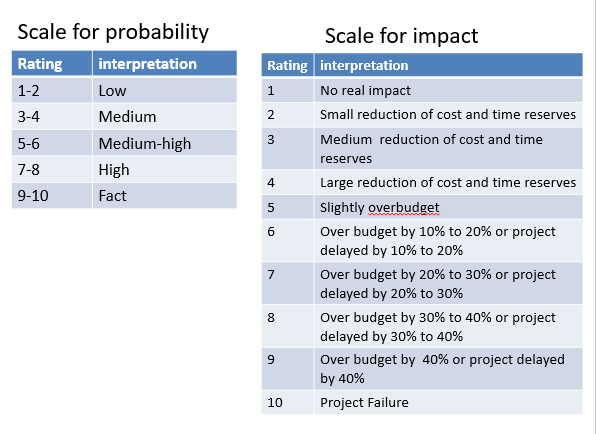 Scale for probability
Rating interpretation
1-2 Low
3-4 Medium
5-6 Medium-high
7-8 High
9-10 Fact
Scale for impact
Rating interpretation
1 No real impact
2 Small reduction of cost and time reserves
3 Medium reduction of cost and time
reserves
4 Large reduction of cost and time reserves
5 Slightly overbudget
6 Over budget by 10% to 20% or project
delayed by 10% to 20%
7 Over budget by 20% to 30% or project
delayed by 20% to 30%
8 Over budget by 30% to 40% or project
delayed by 30% to 40%
9 Over budget by 40% or project delayed
by 40%
10 Project Failure